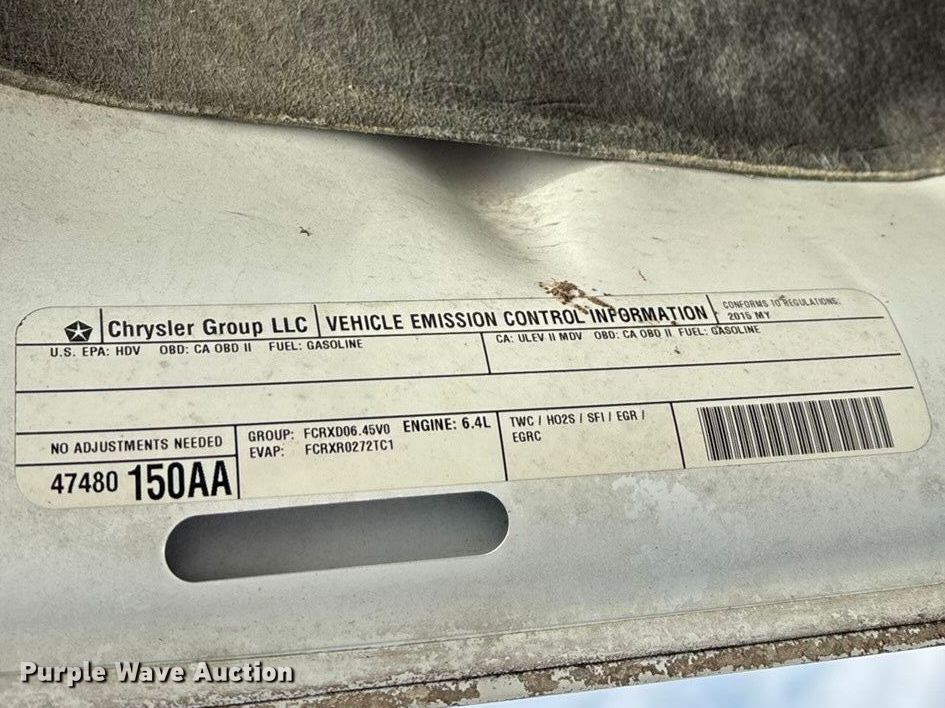 Chrysler Group LLC
VEHICLE EMISSION CONTROL INFORMATION
CONFORMS TO REGULATIONS:
2015 MY
U.S. EPA: HDV OBD: CA OBD II FUEL: GASOLINE
CA: ULEV II MDV OBD: CA OBD II FUEL: GASOLINE
NO ADJUSTMENTS NEEDED
47480 150AA
GROUP: FCRXD06.45V0 ENGINE: 6.4L
EVAP: FCRXR0272TC1
TWC / HO2S / SFI / EGR /
EGRC
Purple Wave Auction